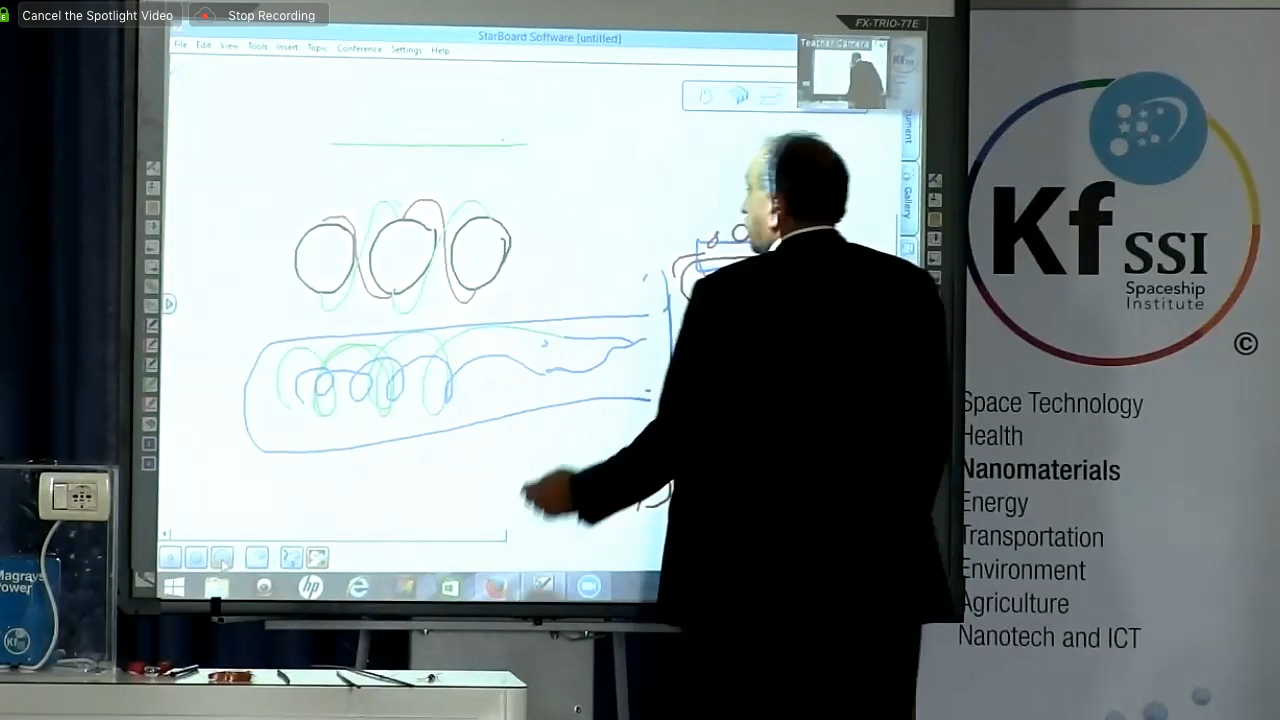 Cancel the Spotlight Video
Stop Recording
FX-TRIO-77E
StarBoard Software [untitled]
File Edit View Tools Insert Topic Conference Settings Help
Teacher Camera
Gallery
Kf
SSI
Spaceship
Institute
©
Space Technology
Health
Nanomaterials
Energy
Transportation
Environment
Agriculture
Nanotech and ICT
Magrays
Power
hp